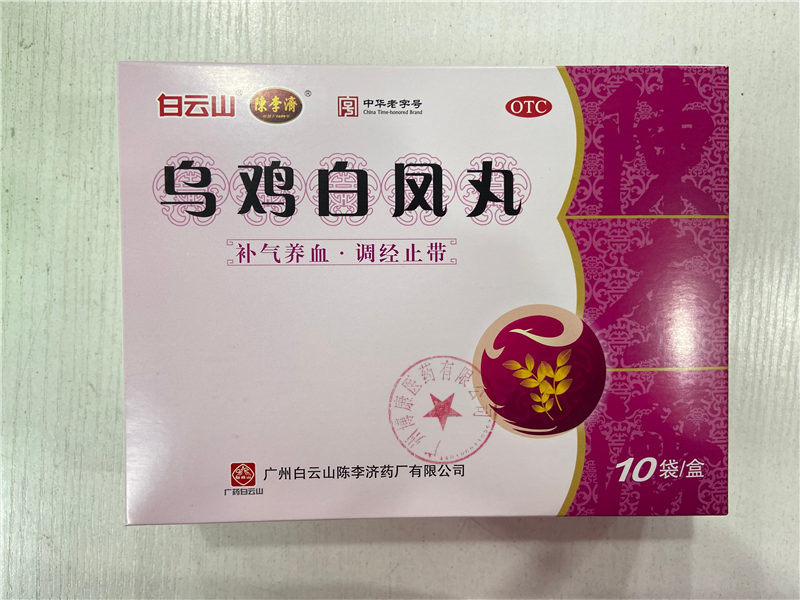 白云山® 陳李濟®
中华老字号
China Time-honored Brand
OTC
乌鸡白凤丸
补气养血·调经止带
广药白云山
广州白云山陈李济药厂有限公司
10袋/盒